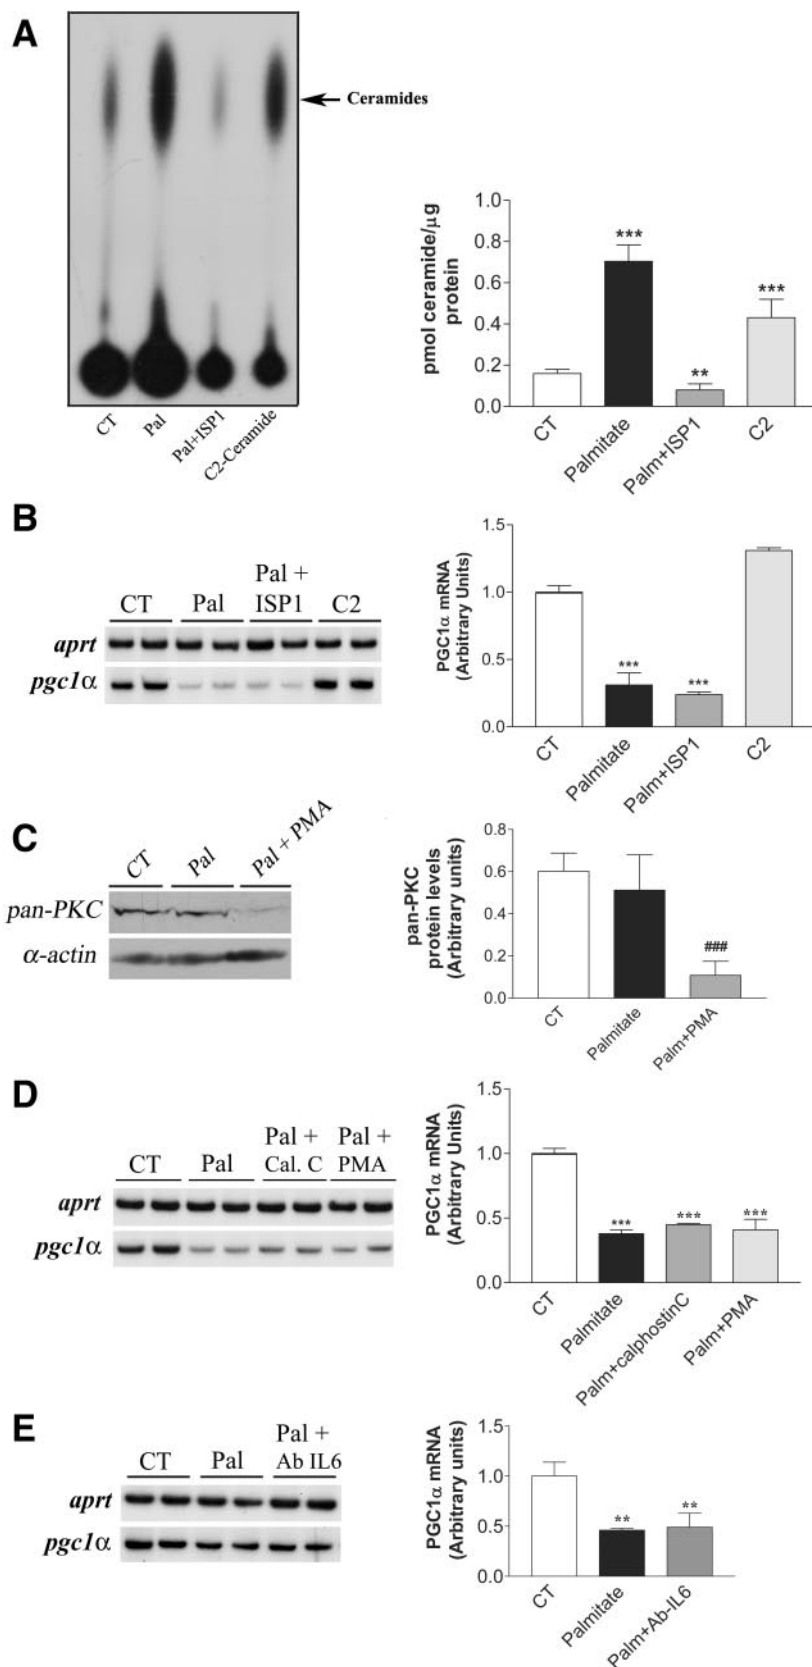 A
Ceramides
CT
Pal
Pal+ISP1
C2-Ceramide
pmol ceramide/μg
protein
1.0
0.8
0.6
0.4
0.2
0.0
***
**
***
CT
Palmitate
Palm+ISP1
C2
B
Pal +
CT Pal ISP1 C2
aprt
pgc1α
PGC1α mRNA
(Arbitrary Units)
1.5
1.0
0.5
0.0
***
***
CT
Palmitate
Palm+ISP1
C2
C
CT
Pal
Pal + PMA
pan-PKC
α-actin
pan-PKC
protein levels
(Arbitrary units)
0.8
0.6
0.4
0.2
0.0
###
CT
Palmitate
Palm+PMA
D
Pal + Pal +
CT Pal Cal. C PMA
aprt
pgc1α
PGC1α mRNA
(Arbitrary Units)
1.5
1.0
0.5
0.0
***
***
***
CT
Palmitate
Palm+calphostinC
Palm+PMA
E
Pal +
CT Pal Ab IL6
aprt
pgc1α
PGC1α mRNA
(Arbitrary units)
1.5
1.0
0.5
0.0
**
**
CT
Palmitate
Palm+Ab-IL6